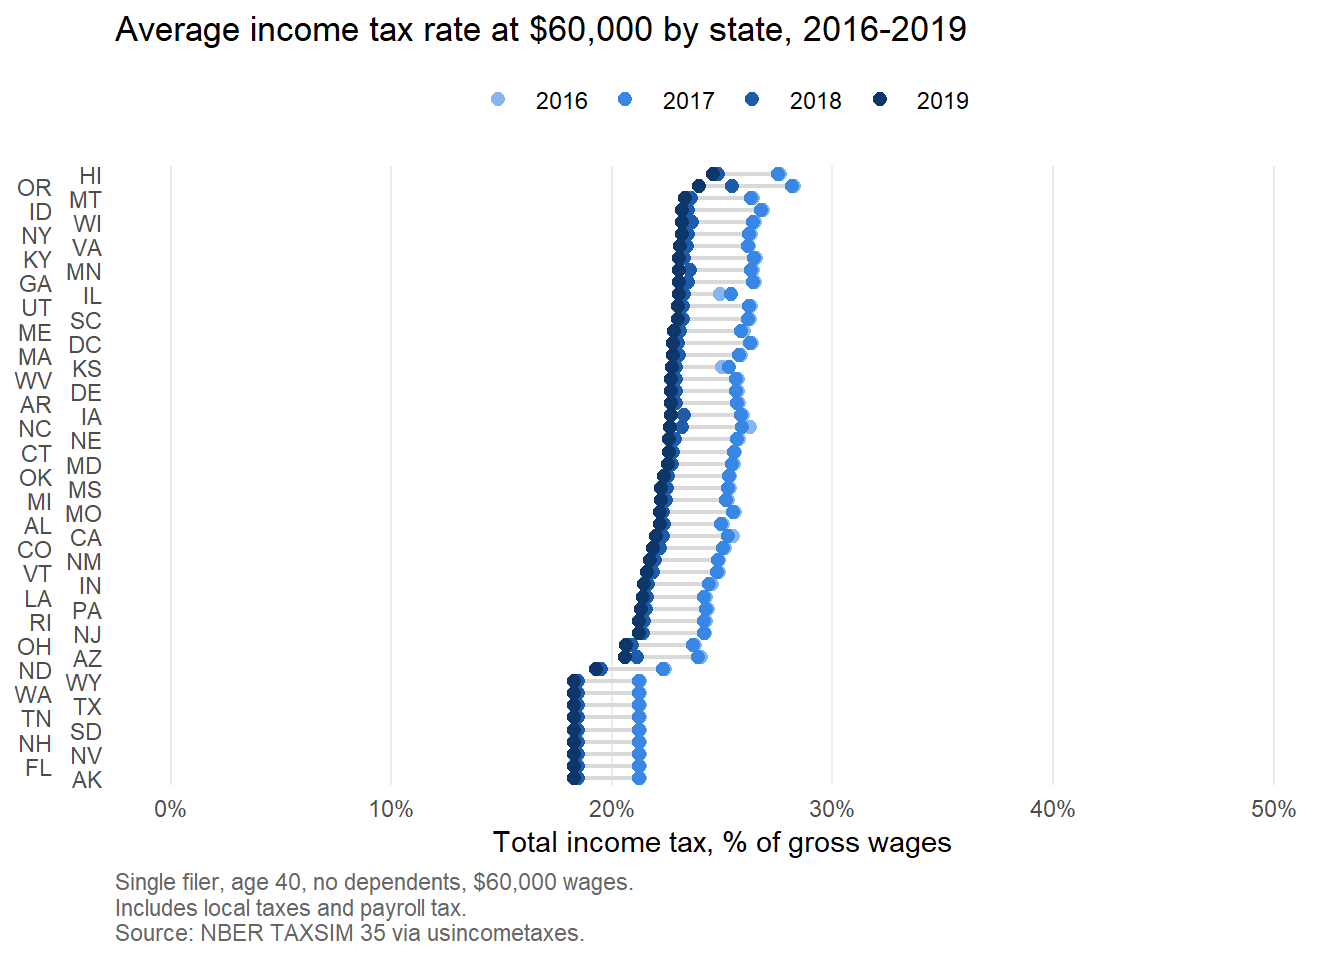 Average income tax rate at $60,000 by state, 2016-2019
2016 2017 2018 2019
HI
OR
MT
ID
WI
NY
VA
KY
MN
GA
IL
UT
SC
ME
DC
MA
KS
WV
DE
AR
IA
NC
NE
CT
MD
OK
MS
MI
MO
AL
CA
CO
NM
VT
IN
LA
PA
RI
NJ
OH
AZ
ND
WY
WA
TX
TN
SD
NH
NV
FL
AK
0% 10% 20% 30% 40% 50%
Total income tax, % of gross wages
Single filer, age 40, no dependents, $60,000 wages.
Includes local taxes and payroll tax.
Source: NBER TAXSIM 35 via usincometaxes.